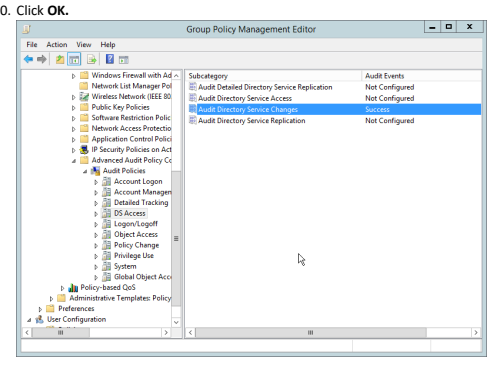 0. Click OK.
Group Policy Management Editor
File Action View Help
Windows Firewall with Ad
Network List Manager Pol
Wireless Network (IEEE 80
Public Key Policies
Software Restriction Polic
Network Access Protectio
Application Control Polici
IP Security Policies on Act
Advanced Audit Policy Co
Audit Policies
Account Logon
Account Managen
Detailed Tracking
DS Access
Logon/Logoff
Object Access
Policy Change
Privilege Use
System
Global Object Acce
Policy-based QoS
Administrative Templates: Policy
Preferences
User Configuration
Subcategory Audit Events
Audit Detailed Directory Service Replication Not Configured
Audit Directory Service Access Not Configured
Audit Directory Service Changes Success
Audit Directory Service Replication Not Configured